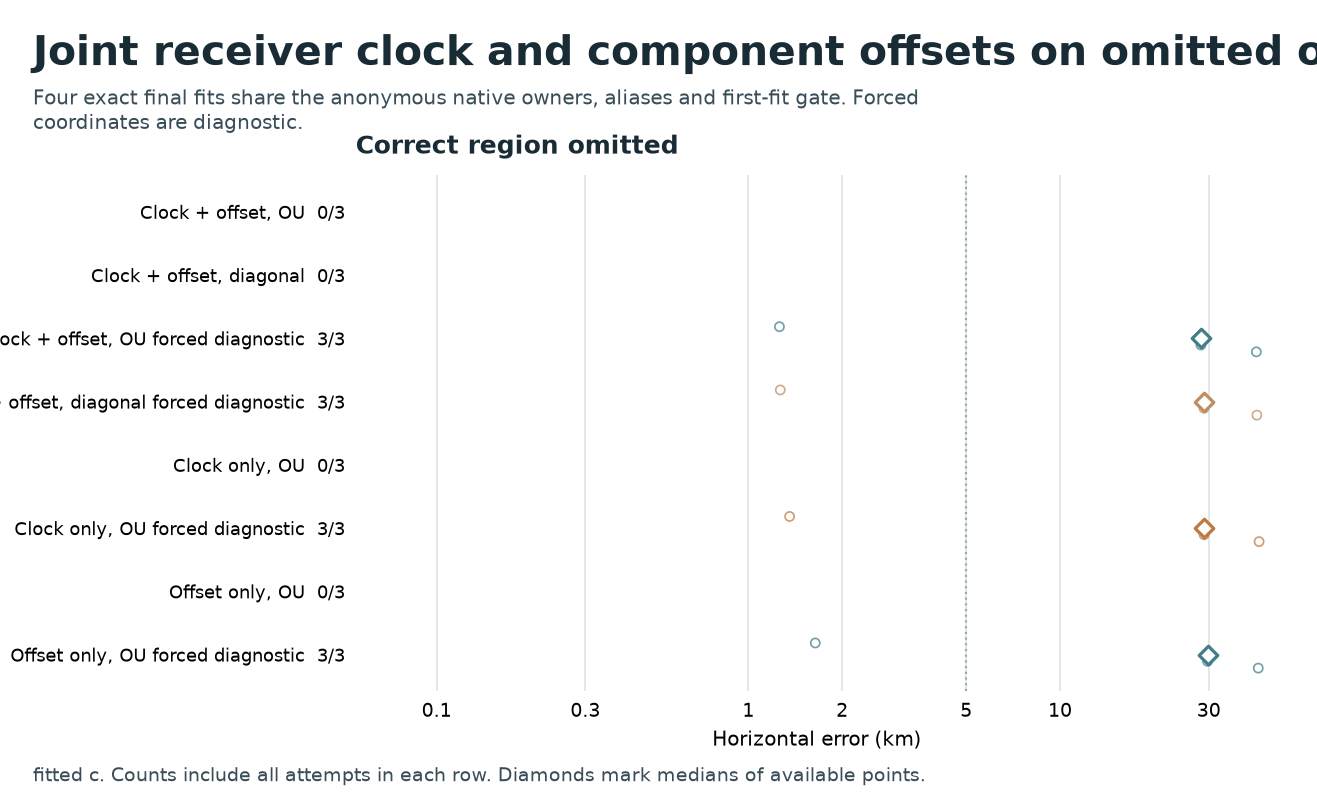 Joint receiver clock and component offsets on omitted o
Four exact final fits share the anonymous native owners, aliases and first-fit gate. Forced
coordinates are diagnostic.
Correct region omitted
Clock + offset, OU 0/3
Clock + offset, diagonal 0/3
ock + offset, OU forced diagnostic 3/3
offset, diagonal forced diagnostic 3/3
Clock only, OU 0/3
Clock only, OU forced diagnostic 3/3
Offset only, OU 0/3
Offset only, OU forced diagnostic 3/3
0.1 0.3 1 2 5 10 30
Horizontal error (km)
fitted c. Counts include all attempts in each row. Diamonds mark medians of available points.